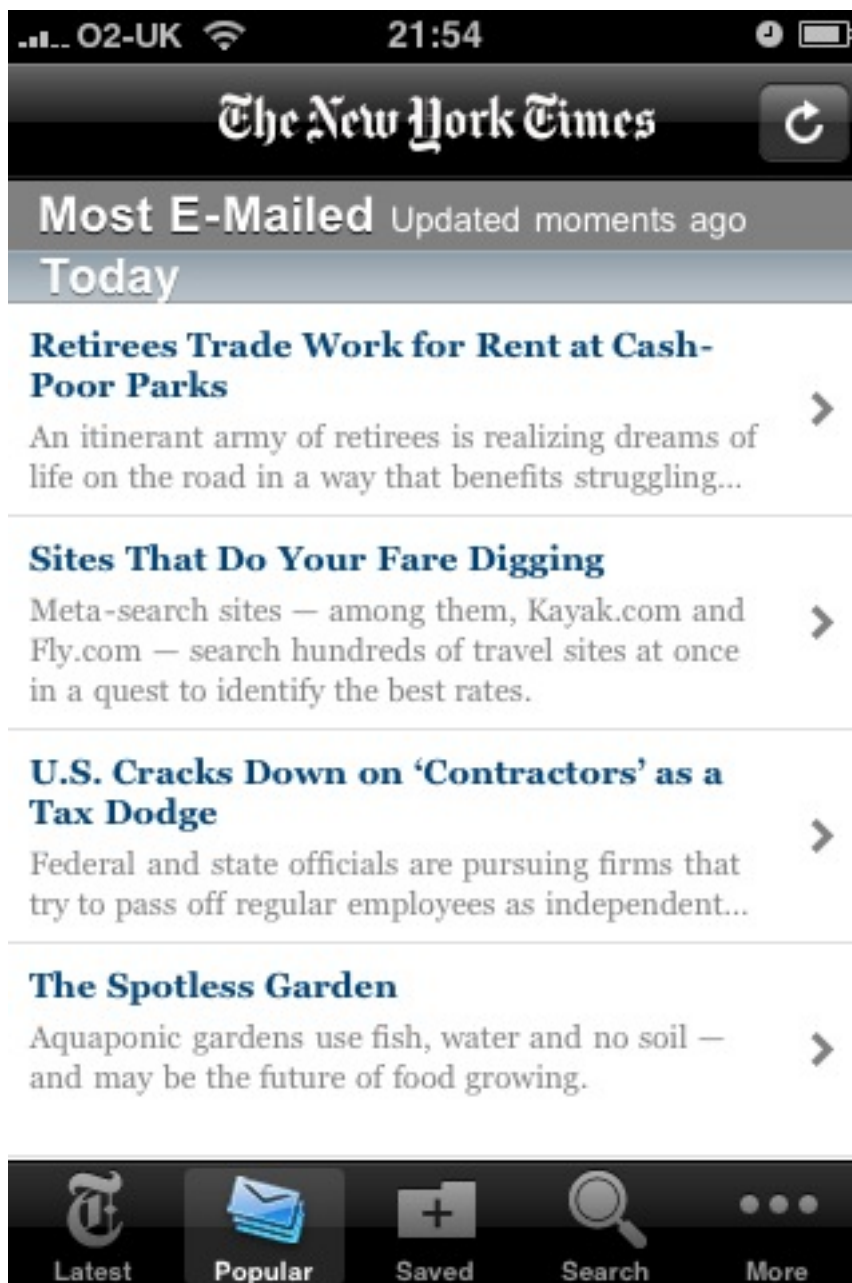 O2-UK 21:54
The New York Times
Most E-Mailed Updated moments ago
Today
Retirees Trade Work for Rent at Cash-
Poor Parks
An itinerant army of retirees is realizing dreams of
life on the road in a way that benefits struggling...
Sites That Do Your Fare Digging
Meta-search sites — among them, Kayak.com and
Fly.com — search hundreds of travel sites at once
in a quest to identify the best rates.
U.S. Cracks Down on ‘Contractors’ as a
Tax Dodge
Federal and state officials are pursuing firms that
try to pass off regular employees as independent...
The Spotless Garden
Aquaponic gardens use fish, water and no soil —
and may be the future of food growing.
T
Latest Popular Saved Search More